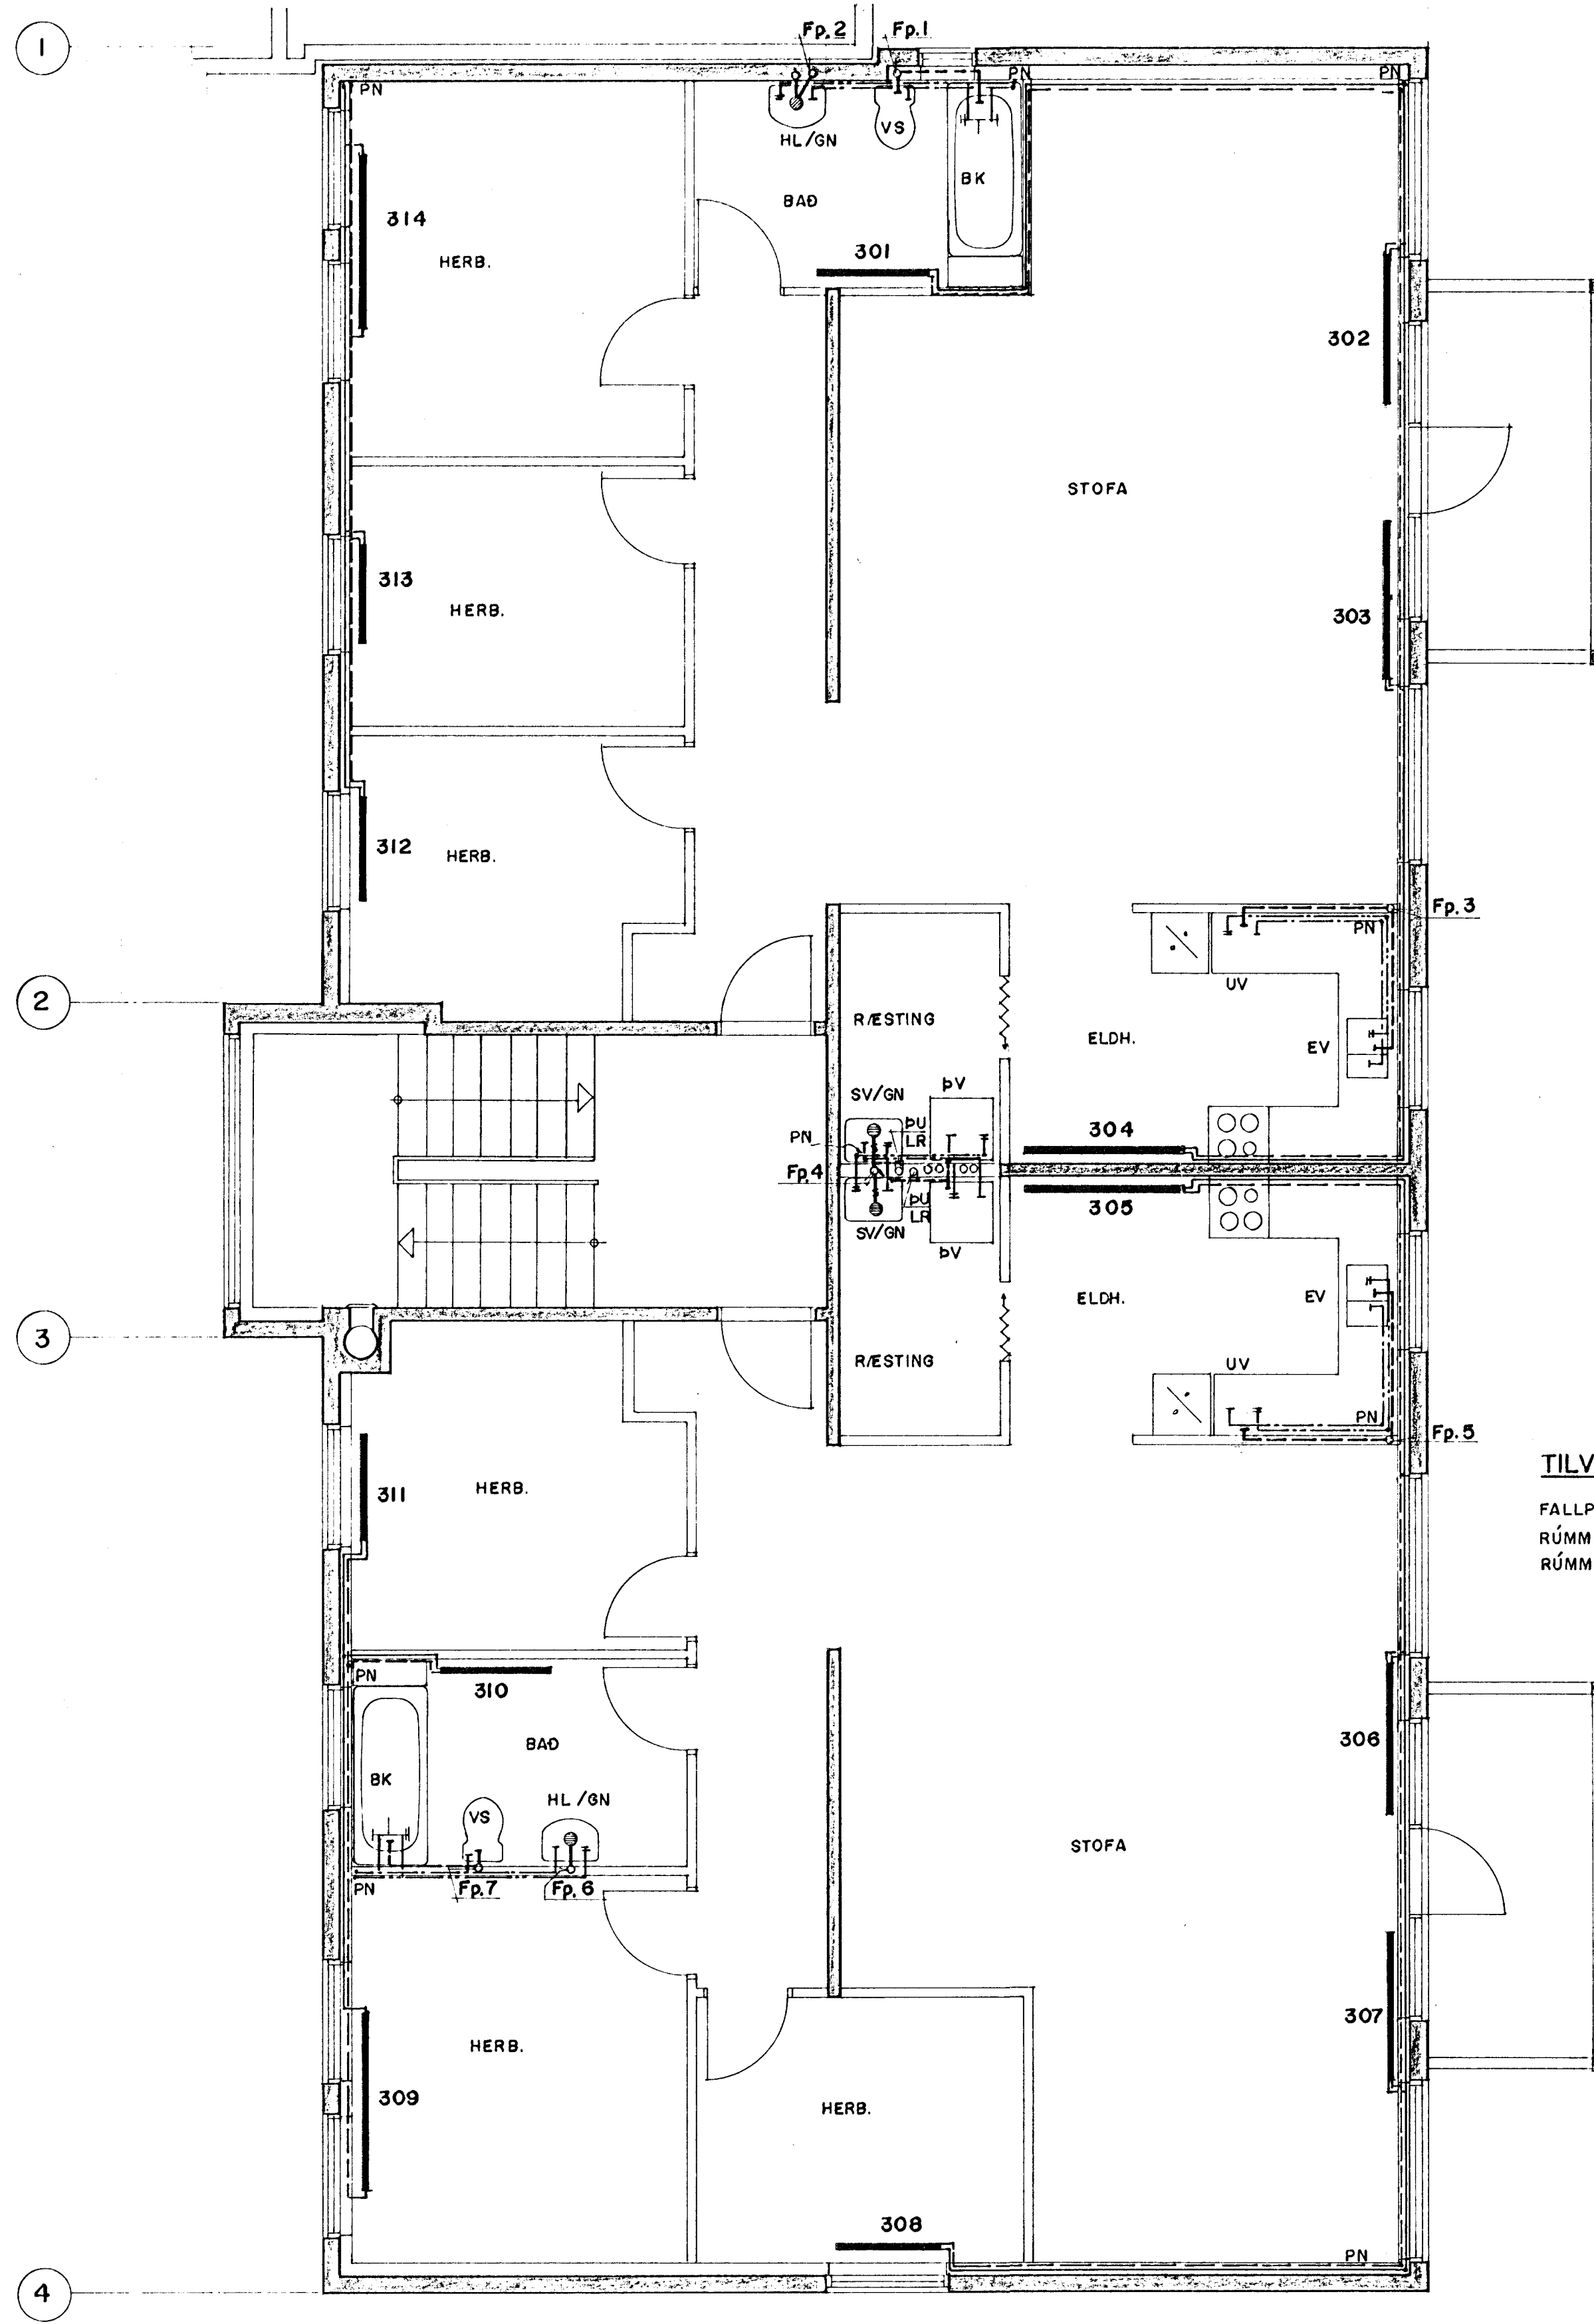 Fp.2
Fp.1
1
PN
PN
PN
HL/GN
VS
BK
BAÐ
314
301
HERB.
302
STOFA
313
HERB.
303
312
HERB.
Fp.3
PN
UV
2
RÆSTING
ELDH.
EV
SV/GN
ÞV
ÞU
LR
PN
304
Fp.4
305
ÞU
LR
SV/GN
ÞV
ELDH.
EV
3
RÆSTING
UV
PN
Fp.5
TILV
311
HERB.
FALLP
RÚMM
RÚMM
PN
310
306
BAÐ
BK
HL/GN
VS
STOFA
PN
Fp.7
Fp.6
307
HERB.
309
HERB.
308
PN
4